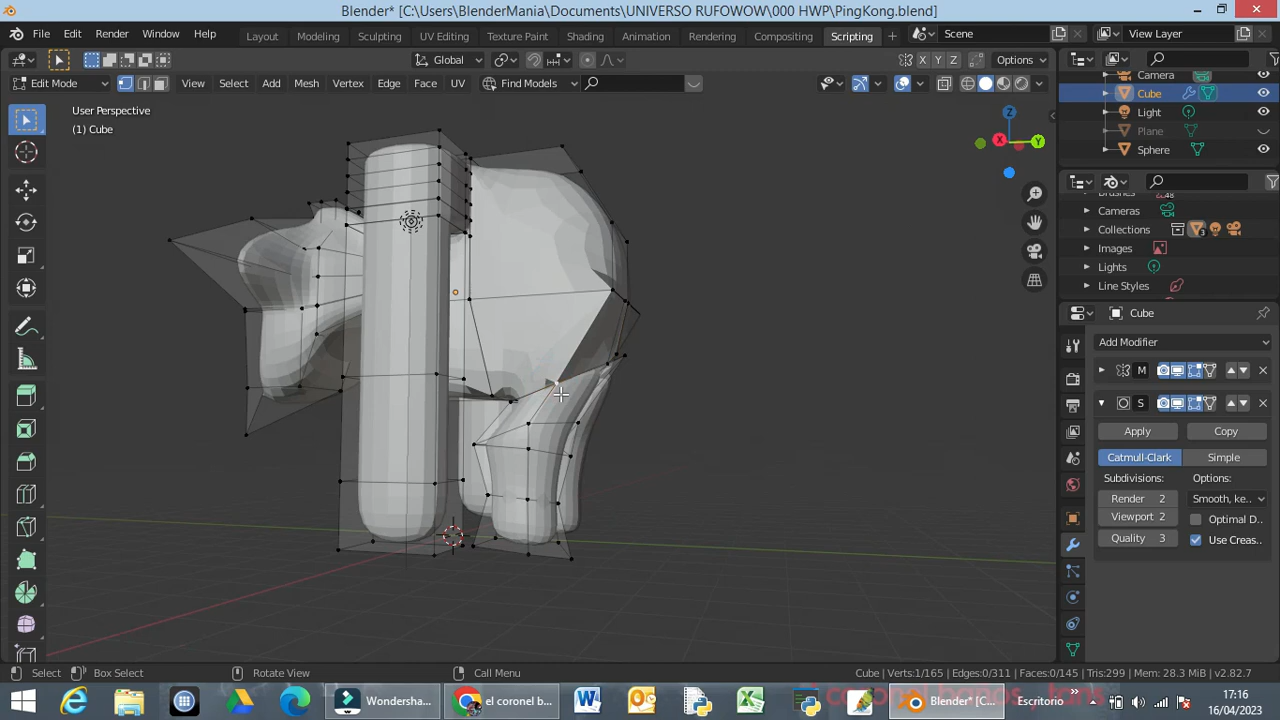 Blender* [C:\Users\BlenderMania\Documents\UNIVERSO RUFOWOW\000 HWP\PingKong.blend]
File Edit Render Window Help Layout Modeling Sculpting UV Editing Texture Paint Shading Animation Rendering Compositing Scripting Scene View Layer
Global X Y Z Options
Edit Mode View Select Add Mesh Vertex Edge Face UV Find Models
User Perspective
(1) Cube
Z
X Y
Camera
Cube
Light
Plane
Sphere
Brushes
Cameras
Collections 3
Images
Lights
Line Styles
Cube
Add Modifier
M
S
Apply Copy
Catmull-Clark Simple
Subdivisions: Options:
Render 2 Smooth, ke..
Viewport 2 Optimal D..
Quality 3 Use Creas..
Select Box Select Rotate View Call Menu Cube | Verts:1/165 | Edges:0/311 | Faces:0/145 | Tris:299 | Mem: 28.3 MiB | v2.82.7
Wondersha... el coronel b... Blender* [C... Escritorio 17:16
16/04/2023